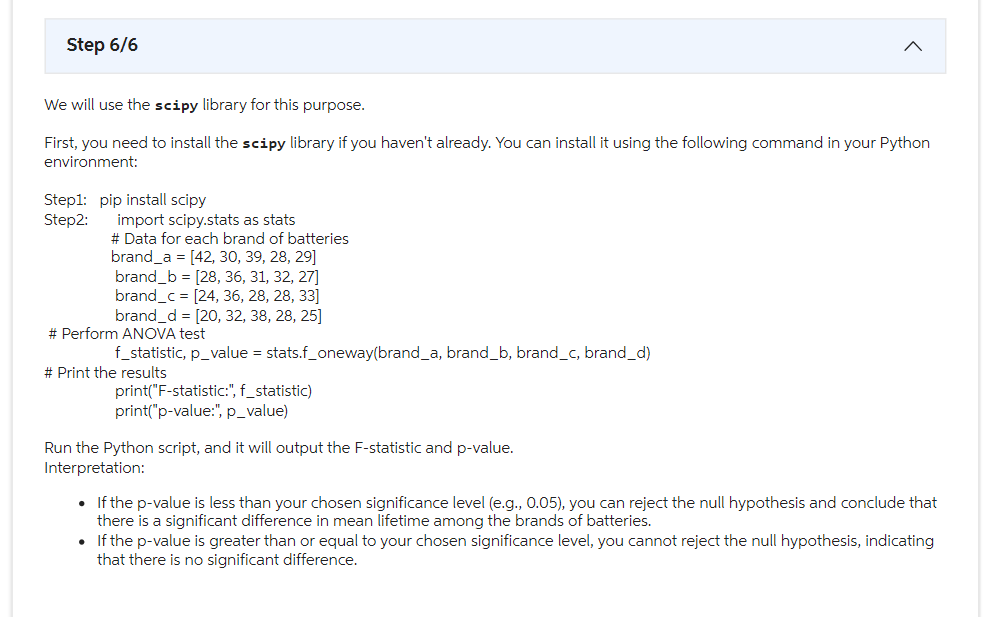 Step 6/6
We will use the scipy library for this purpose.
First, you need to install the scipy library if you haven't already. You can install it using the following command in your Python
environment:
Step1: pip install scipy
Step2: import scipy.stats as stats
# Data for each brand of batteries
brand_a = [42, 30, 39, 28, 29]
brand_b = [28, 36, 31, 32, 27]
brand_c = [24, 36, 28, 28, 33]
brand_d = [20, 32, 38, 28, 25]
# Perform ANOVA test
f_statistic, p_value = stats.f_oneway(brand_a, brand_b, brand_c, brand_d)
# Print the results
print("F-statistic:", f_statistic)
print("p-value:", p_value)
Run the Python script, and it will output the F-statistic and p-value.
Interpretation:
• If the p-value is less than your chosen significance level (e.g., 0.05), you can reject the null hypothesis and conclude that
there is a significant difference in mean lifetime among the brands of batteries.
• If the p-value is greater than or equal to your chosen significance level, you cannot reject the null hypothesis, indicating
that there is no significant difference.